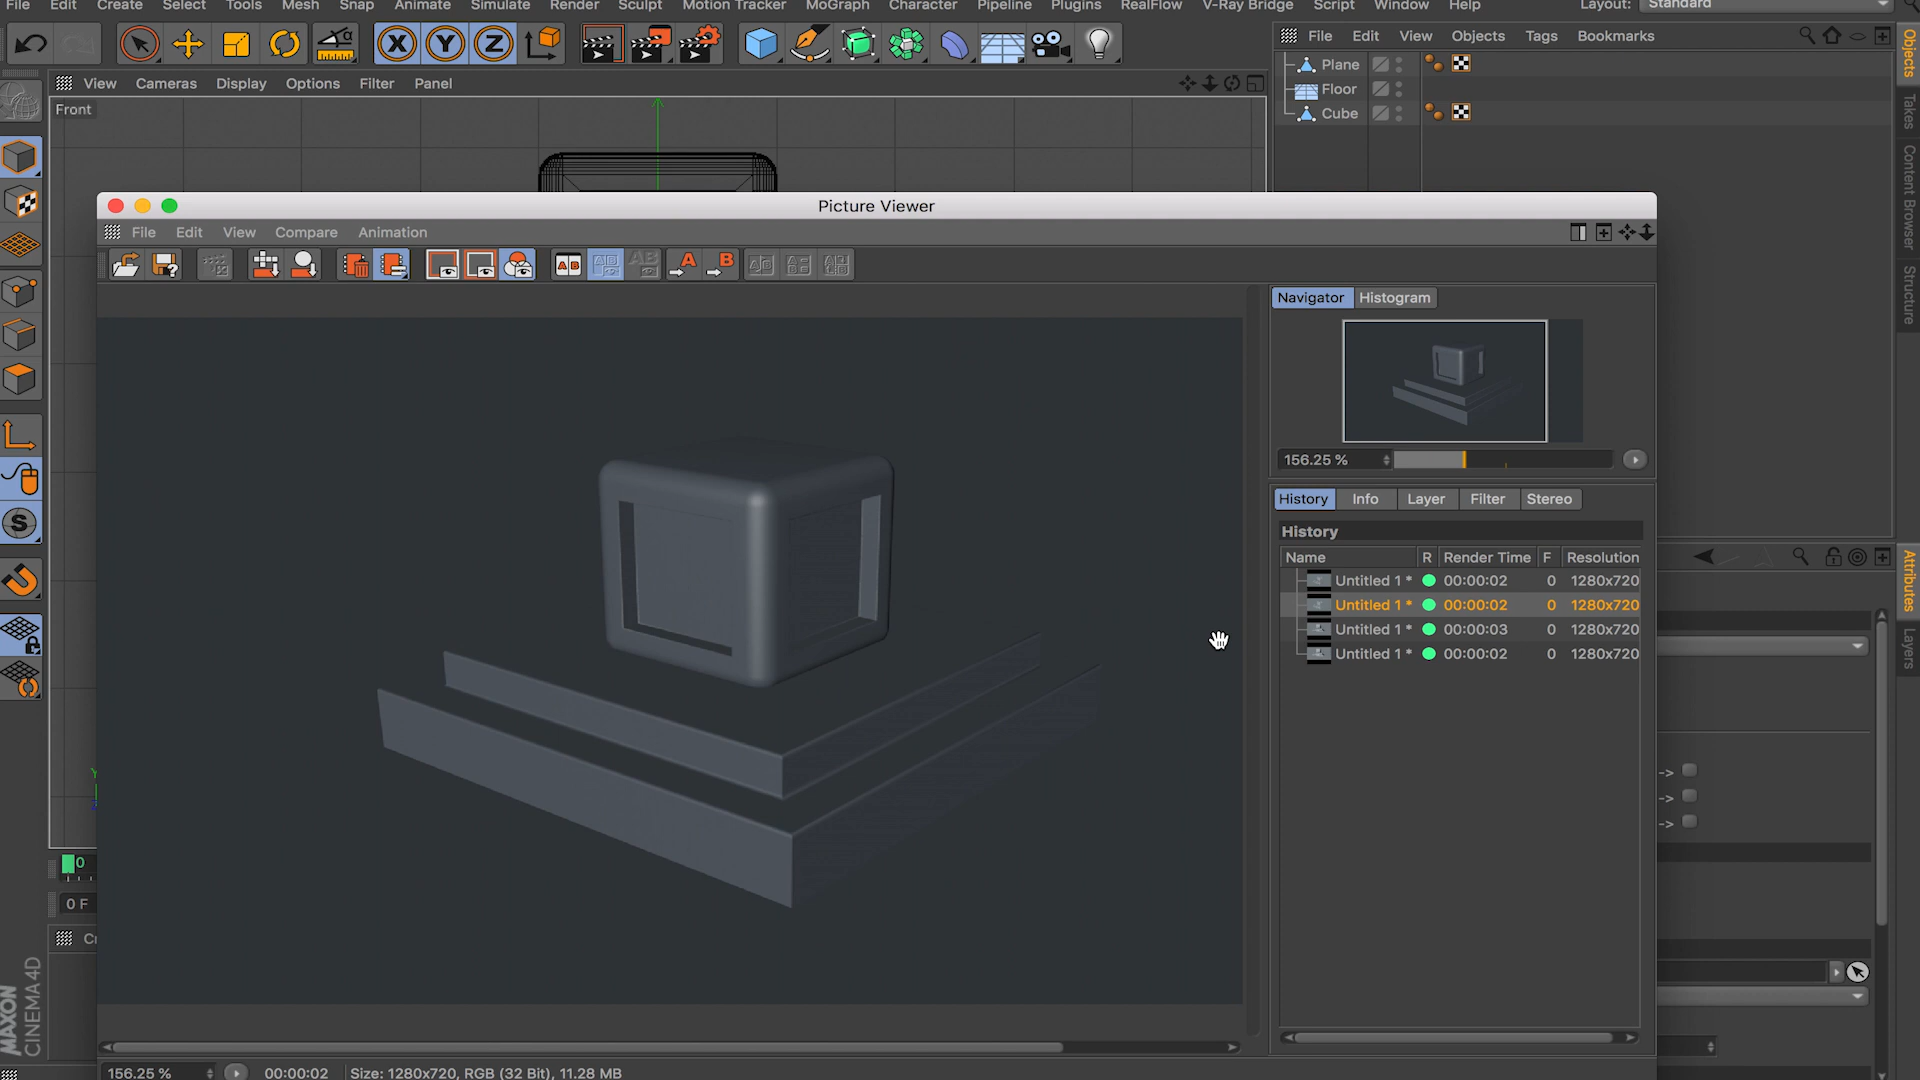 File Edit Create Select Tools Mesh Snap Animate Simulate Render Sculpt Motion Tracker MoGraph Character Pipeline Plugins RealFlow V-Ray Bridge Script Window Help Layout: Standard
X Y Z
File Edit View Objects Tags Bookmarks
Objects
Takes
Content Browser
Structure
Plane
Floor
Cube
View Cameras Display Options Filter Panel
Front
Picture Viewer
File Edit View Compare Animation
A B
A
B
Navigator Histogram
156.25 %
History Info Layer Filter Stereo
History
Name R Render Time F Resolution
Untitled 1 * 00:00:02 0 1280x720
Untitled 1 * 00:00:02 0 1280x720
Untitled 1 * 00:00:03 0 1280x720
Untitled 1 * 00:00:02 0 1280x720
Attributes
Layers
S
Y
0
0 F
Cr
MAXON
CINEMA 4D
156.25 % 00:00:02 Size: 1280x720, RGB (32 Bit), 11.28 MB